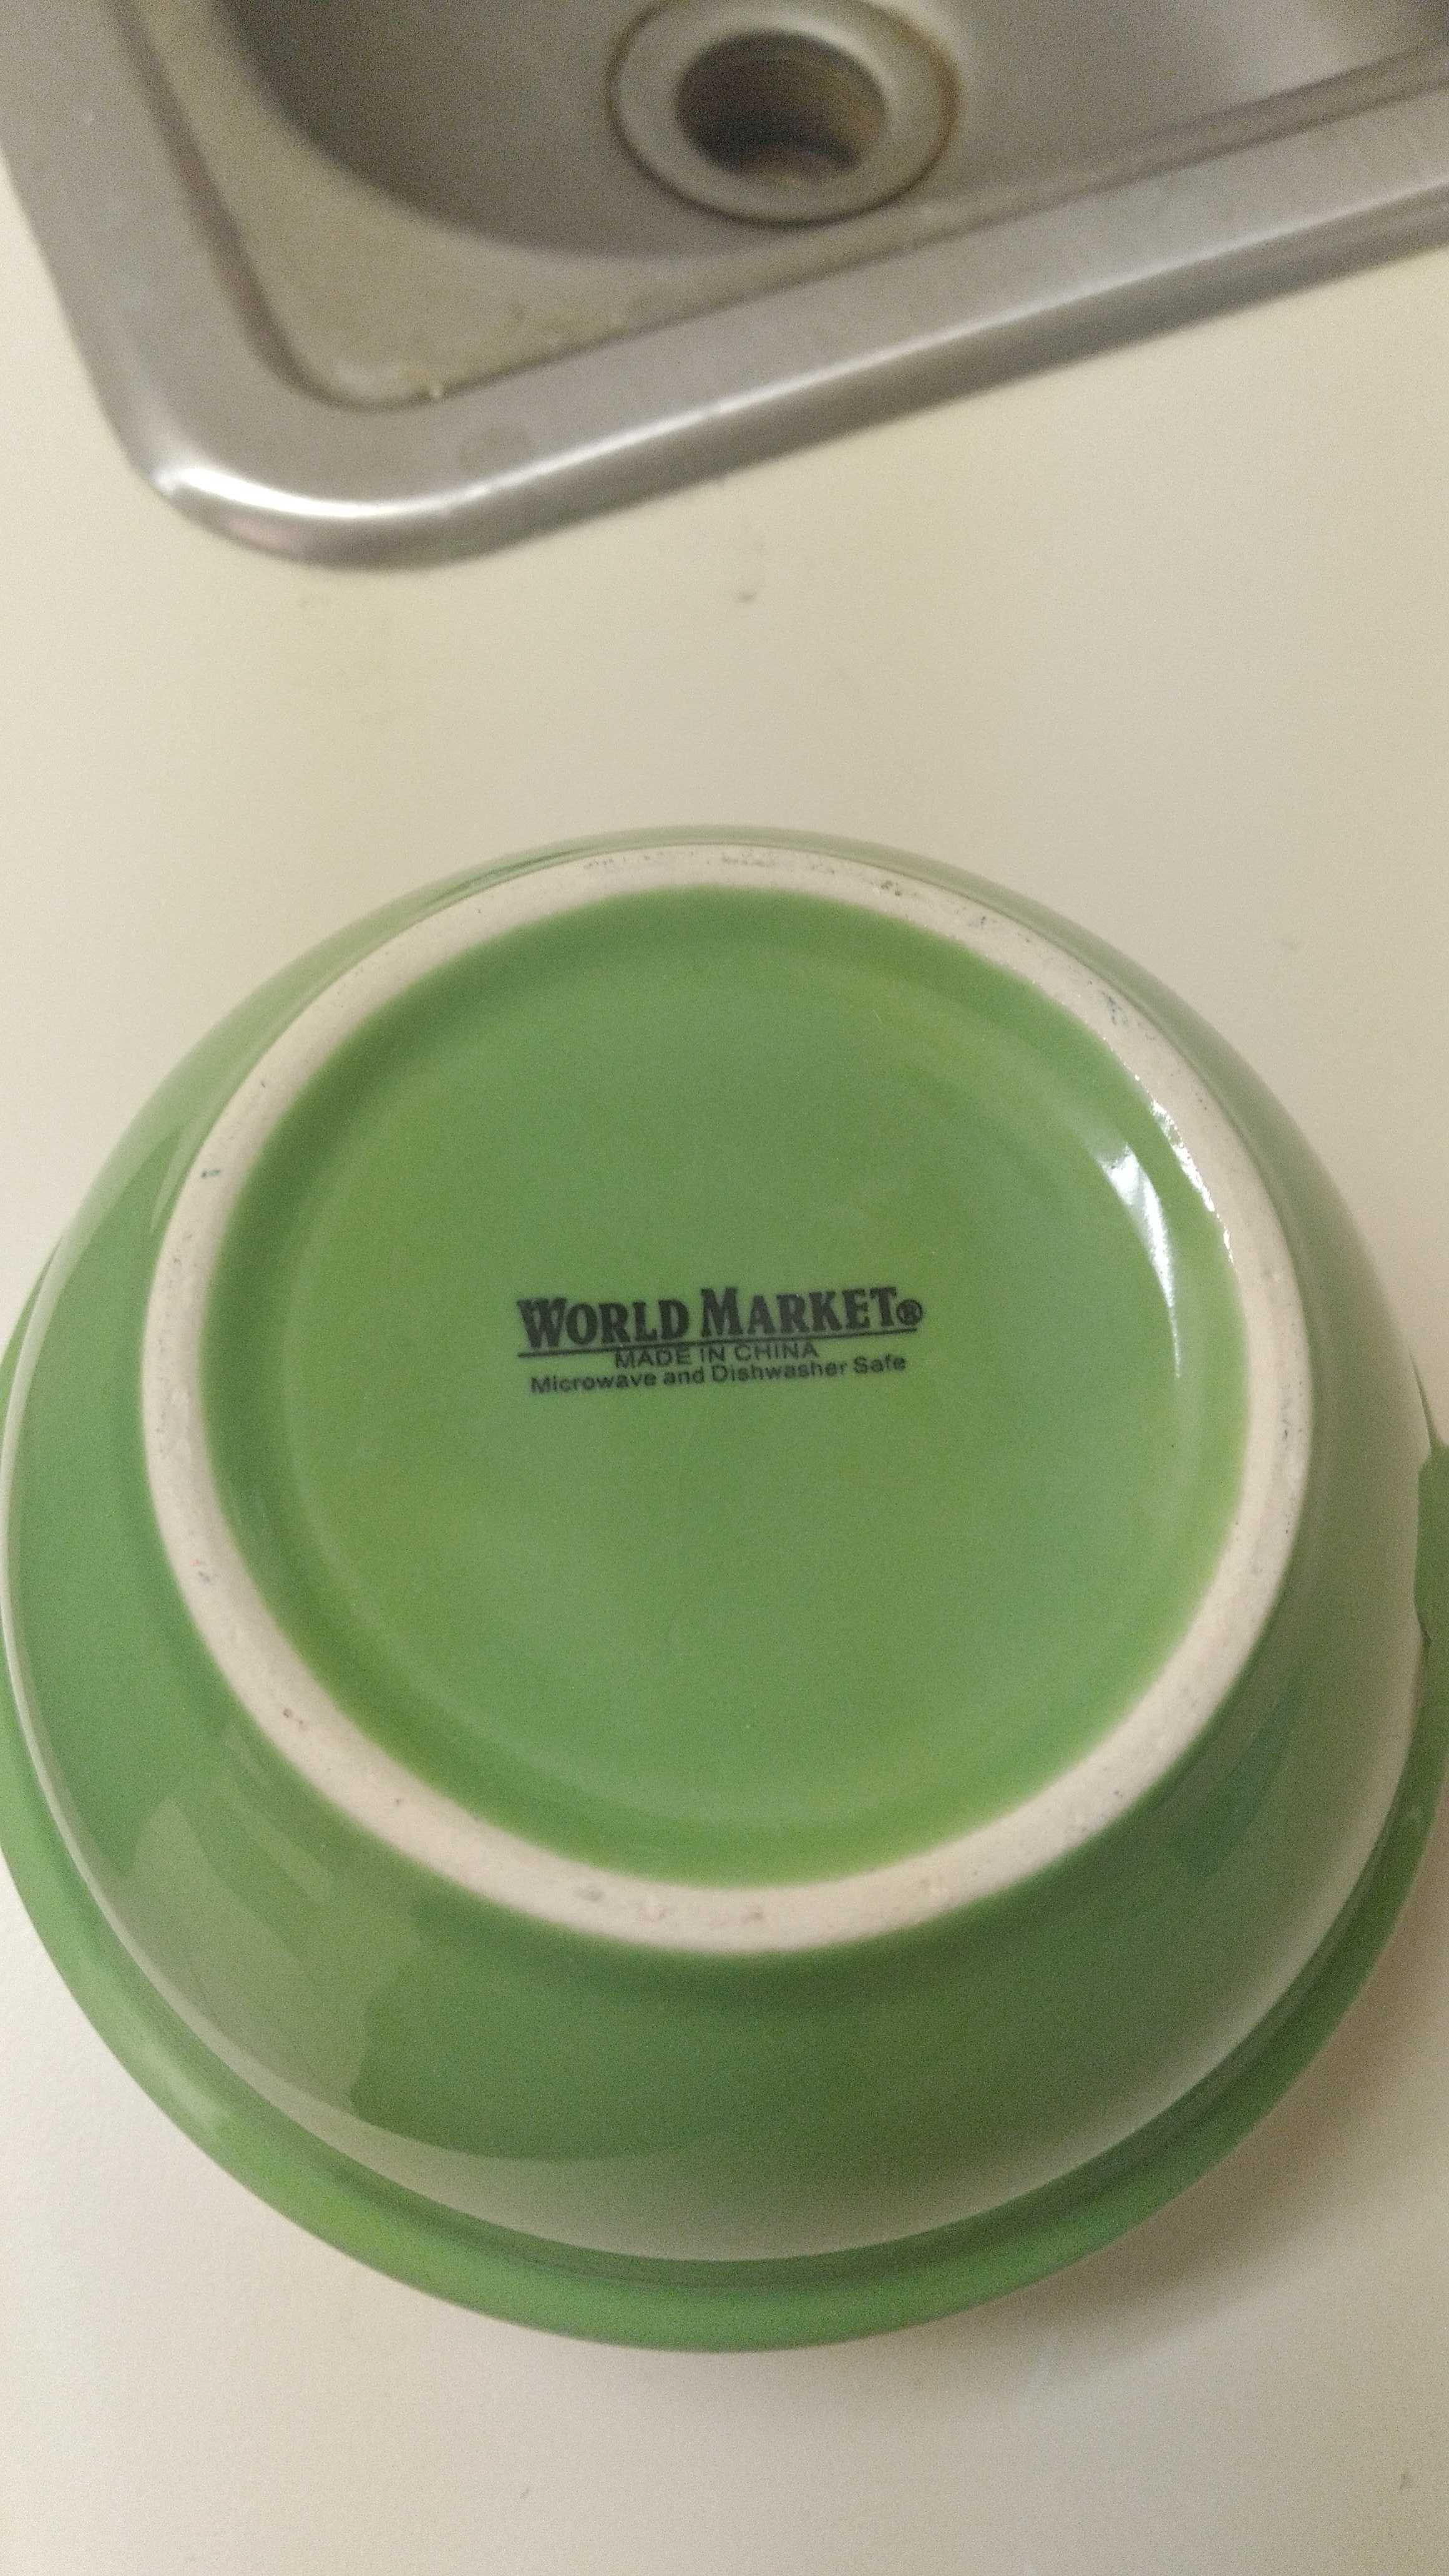 WORLD MARKET®
MADE IN CHINA
Microwave and Dishwasher Safe